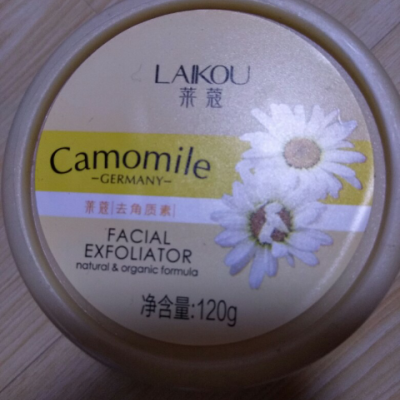 LAIKOU
莱蔻
Camomile
-GERMANY-
莱蔻|去角质素
FACIAL
EXFOLIATOR
natural & organic formula
净含量:120g